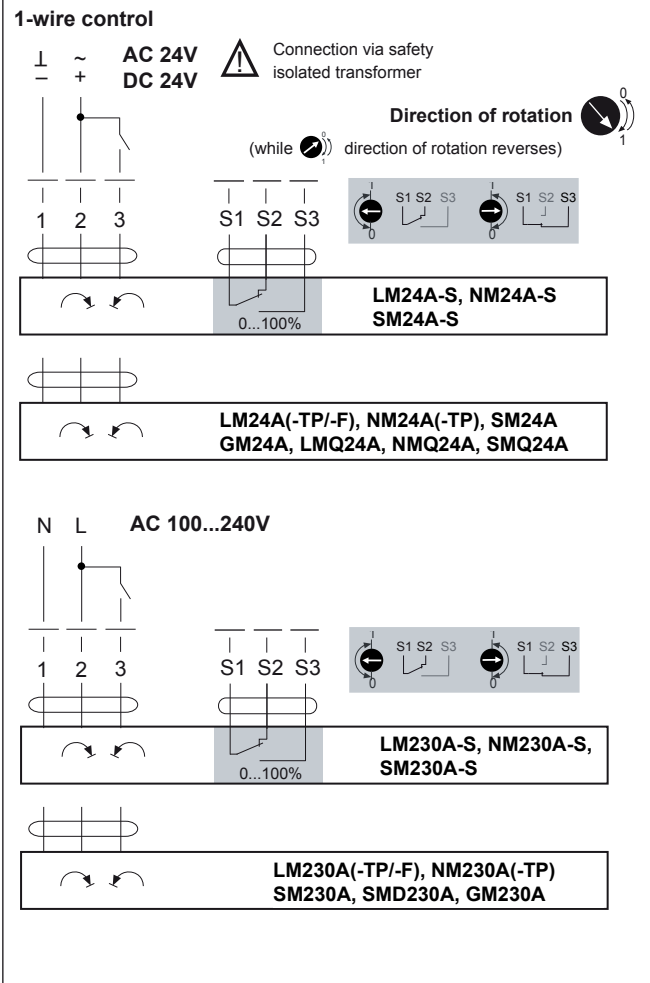 1-wire control
⊥ ~ AC 24V
– + DC 24V
Connection via safety
isolated transformer
Direction of rotation
0
1
(while
0
1
direction of rotation reverses)
1 2 3
S1 S2 S3
1
0
S1 S2 S3
1
0
S1 S2 S3
0...100%
LM24A-S, NM24A-S
SM24A-S
LM24A(-TP/-F), NM24A(-TP), SM24A
GM24A, LMQ24A, NMQ24A, SMQ24A
N L AC 100...240V
1 2 3
S1 S2 S3
1
0
S1 S2 S3
1
0
S1 S2 S3
0...100%
LM230A-S, NM230A-S,
SM230A-S
LM230A(-TP/-F), NM230A(-TP)
SM230A, SMD230A, GM230A